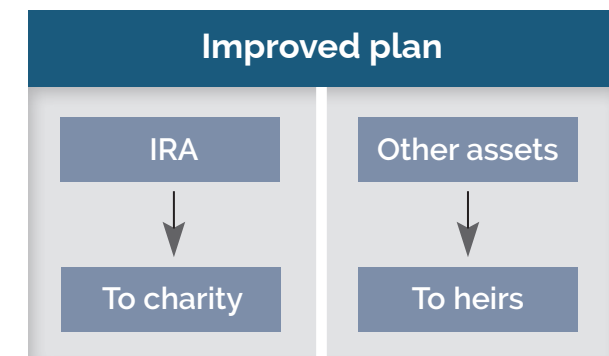 Improved plan
IRA
Other assets
To charity
To heirs